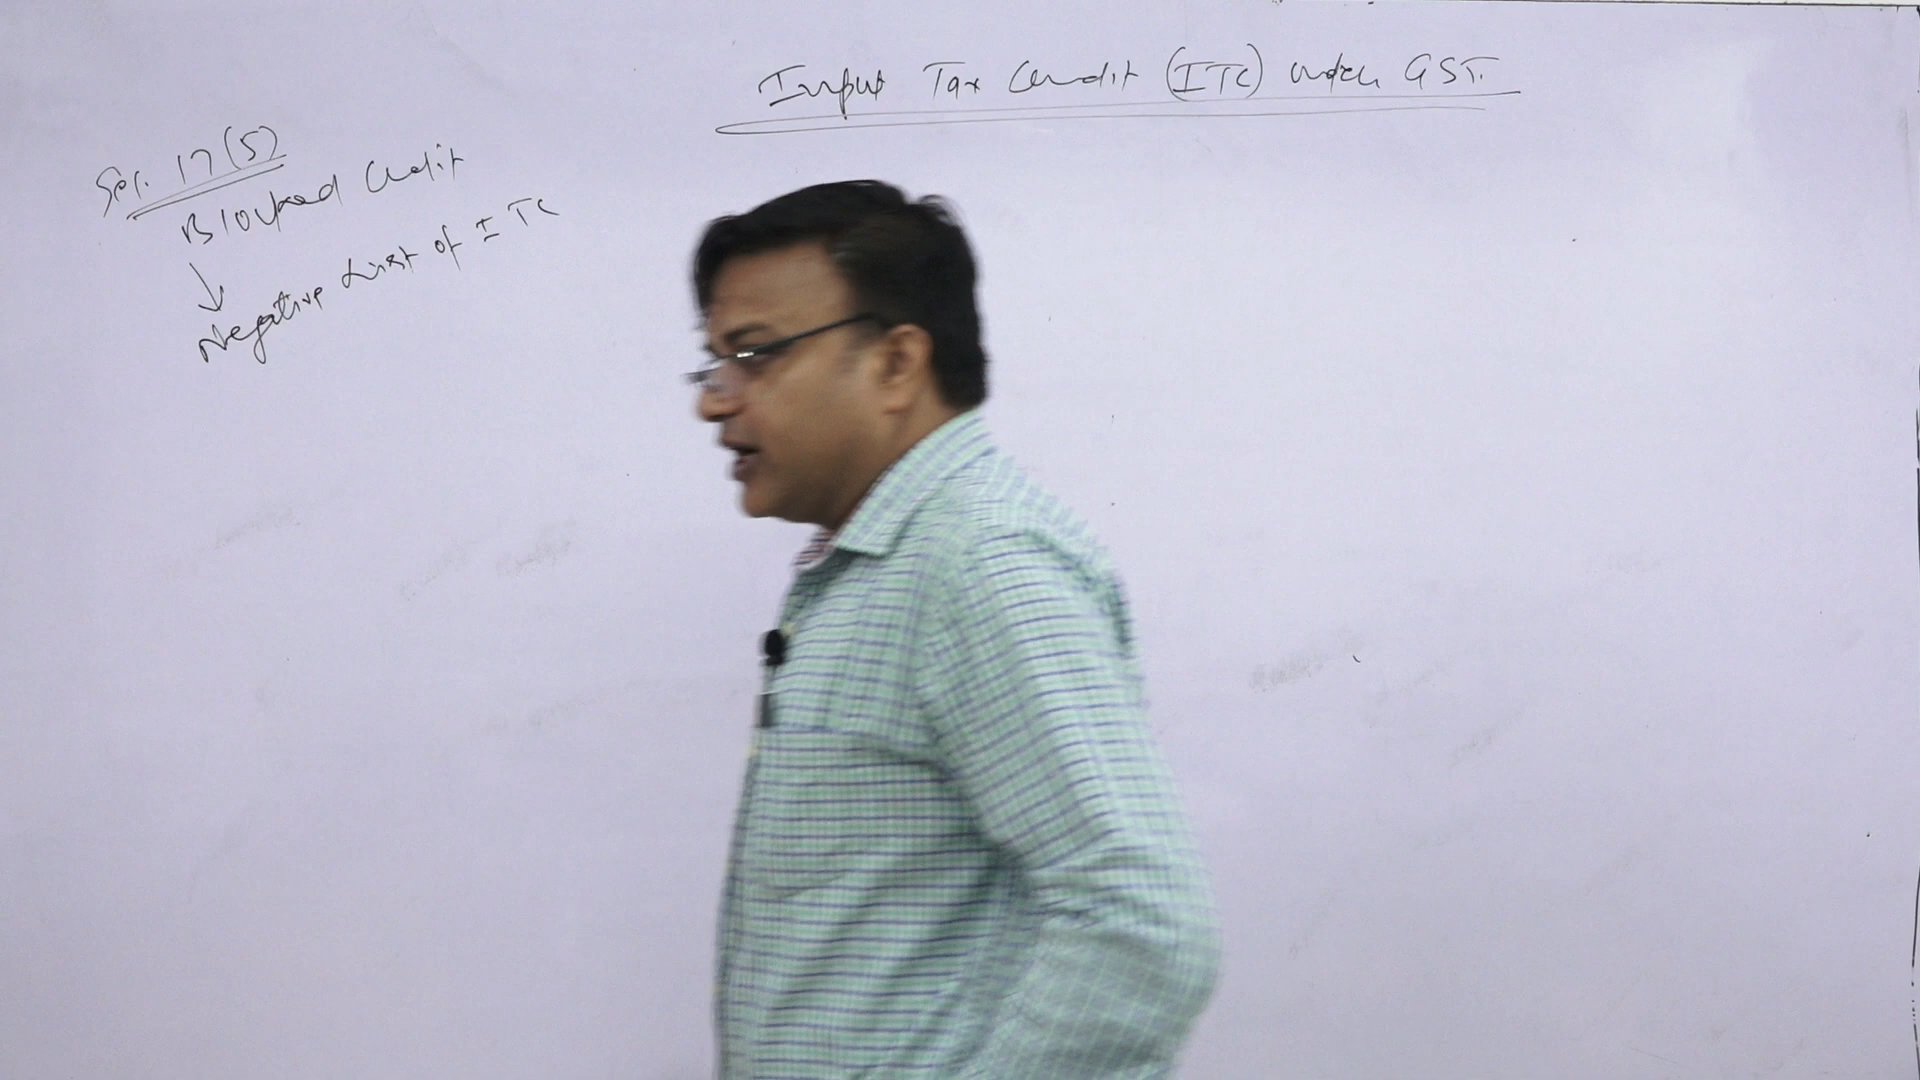 Input Tax Credit (ITC) under GST.
Sec. 17(5)
Blocked Credit
↓
Negative List of ITC